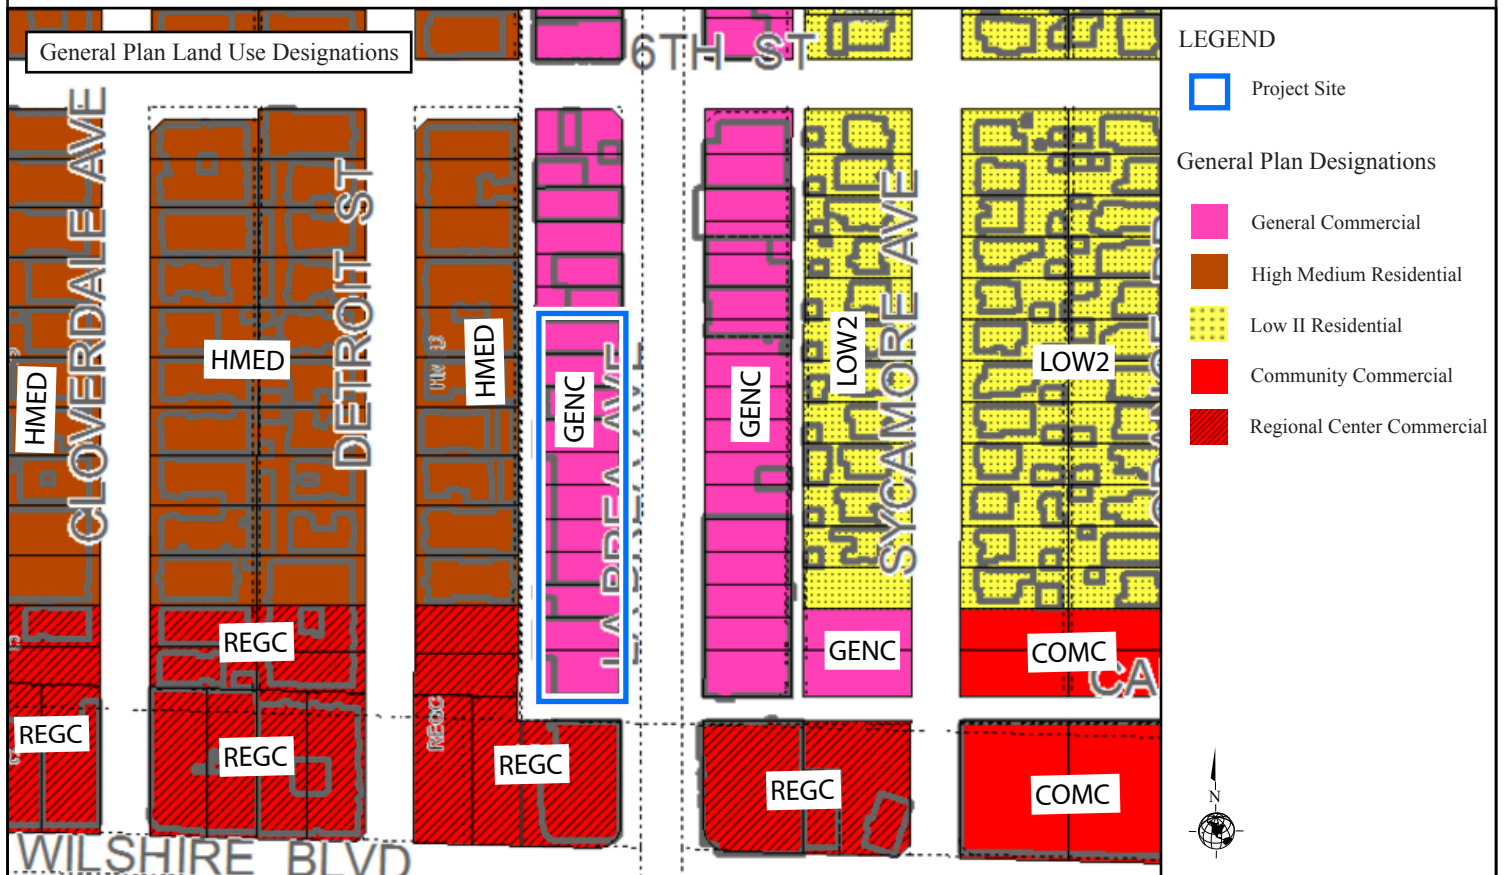 General Plan Land Use Designations
6TH ST
CLOVERDALE AVE
DETROIT ST
SYCAMORE AVE
HMED
HMED
HMED
GENC
GENC
LOW2
LOW2
REGC
GENC
COMC
CA
REGC
REGC
REGC
REGC
REGC
COMC
WILSHIRE BLVD
LEGEND
Project Site
General Plan Designations
General Commercial
High Medium Residential
Low II Residential
Community Commercial
Regional Center Commercial
N